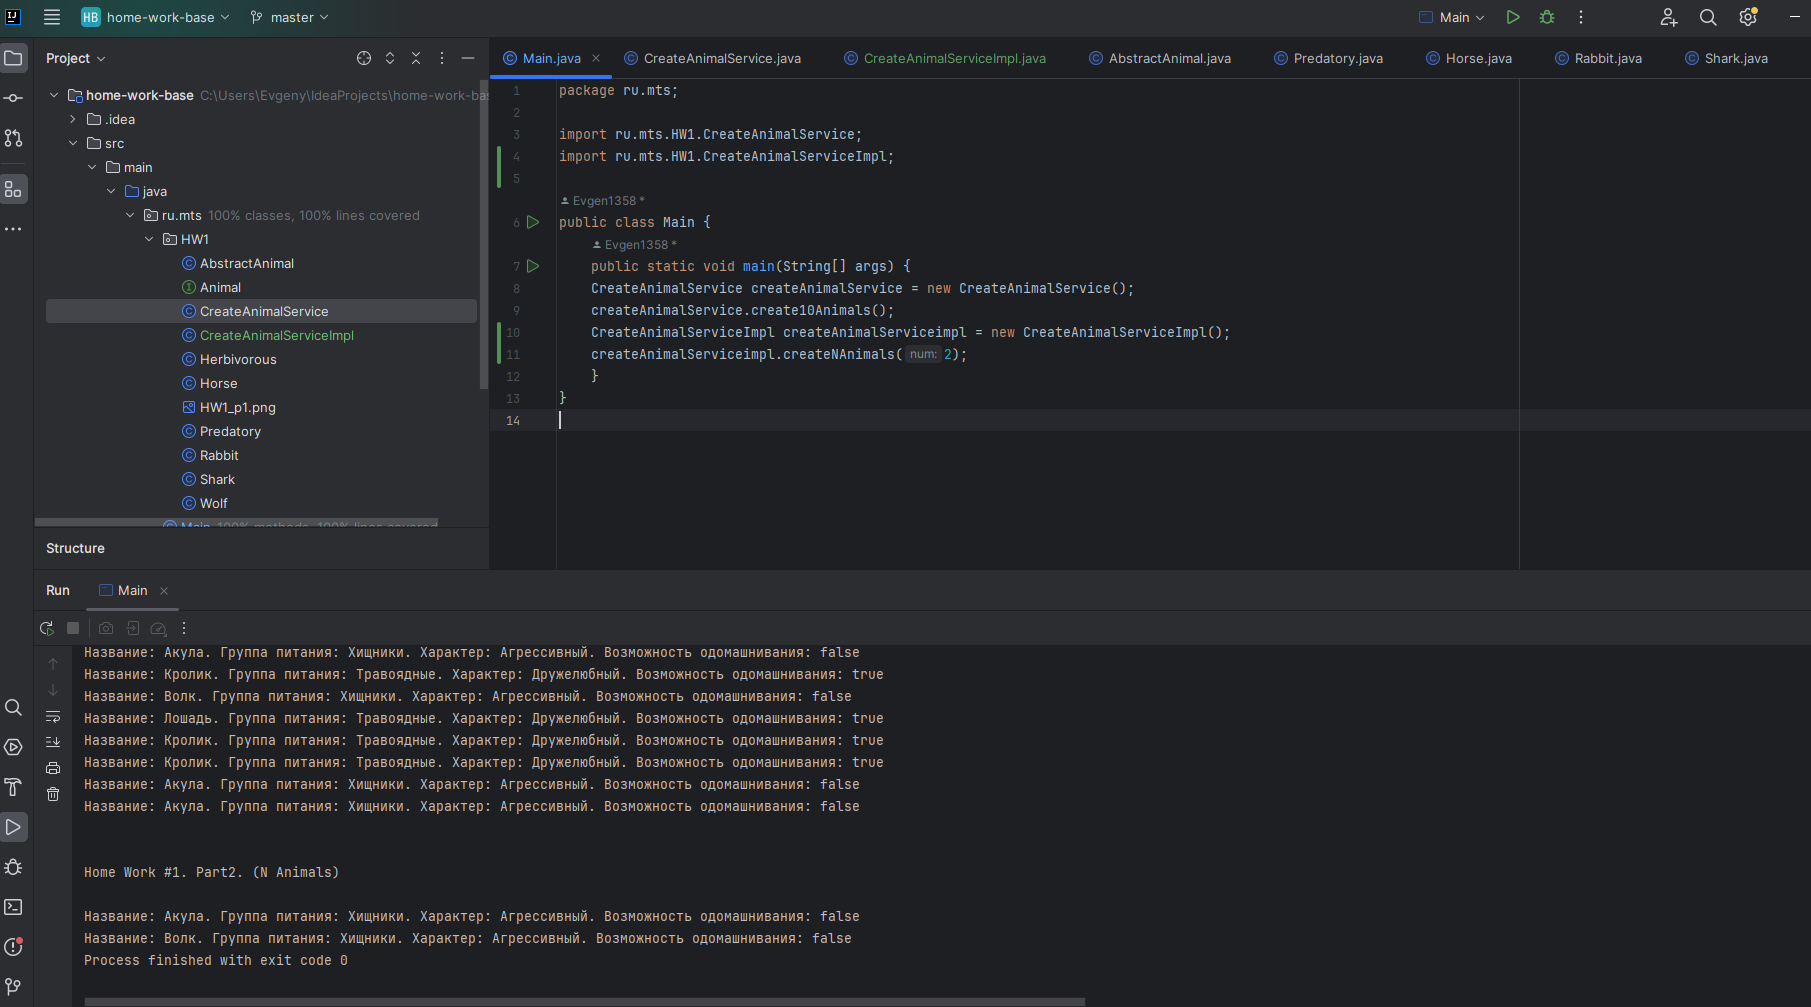 HB home-work-base master Main
Project
Main.java CreateAnimalService.java CreateAnimalServiceImpl.java AbstractAnimal.java Predatory.java Horse.java Rabbit.java Shark.java
home-work-base C:\Users\Evgeny\IdeaProjects\home-work-bas
.idea
src
main
java
ru.mts 100% classes, 100% lines covered
HW1
AbstractAnimal
Animal
CreateAnimalService
CreateAnimalServiceImpl
Herbivorous
Horse
HW1_p1.png
Predatory
Rabbit
Shark
Wolf
Main 100% methods, 100% lines covered
Structure
1 package ru.mts;
2
3 import ru.mts.HW1.CreateAnimalService;
4 import ru.mts.HW1.CreateAnimalServiceImpl;
5
Evgen1358 *
6 public class Main {
Evgen1358 *
7 public static void main(String[] args) {
8 CreateAnimalService createAnimalService = new CreateAnimalService();
9 createAnimalService.create10Animals();
10 CreateAnimalServiceImpl createAnimalServiceimpl = new CreateAnimalServiceImpl();
11 createAnimalServiceimpl.createNAnimals( num: 2);
12 }
13 }
14
Run Main
Название: Акула. Группа питания: Хищники. Характер: Агрессивный. Возможность одомашнивания: false
Название: Кролик. Группа питания: Травоядные. Характер: Дружелюбный. Возможность одомашнивания: true
Название: Волк. Группа питания: Хищники. Характер: Агрессивный. Возможность одомашнивания: false
Название: Лошадь. Группа питания: Травоядные. Характер: Дружелюбный. Возможность одомашнивания: true
Название: Кролик. Группа питания: Травоядные. Характер: Дружелюбный. Возможность одомашнивания: true
Название: Кролик. Группа питания: Травоядные. Характер: Дружелюбный. Возможность одомашнивания: true
Название: Акула. Группа питания: Хищники. Характер: Агрессивный. Возможность одомашнивания: false
Название: Акула. Группа питания: Хищники. Характер: Агрессивный. Возможность одомашнивания: false
Home Work #1. Part2. (N Animals)
Название: Акула. Группа питания: Хищники. Характер: Агрессивный. Возможность одомашнивания: false
Название: Волк. Группа питания: Хищники. Характер: Агрессивный. Возможность одомашнивания: false
Process finished with exit code 0